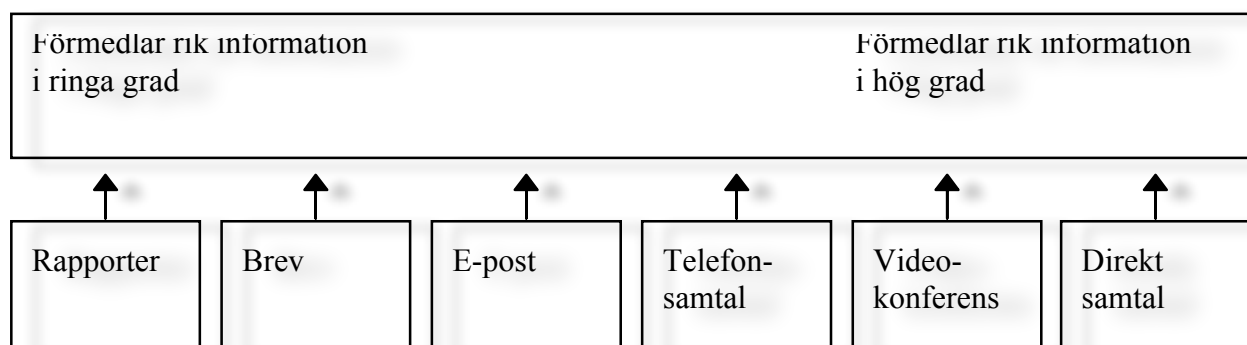 Förmedlar rik information
i ringa grad
Förmedlar rik information
i hög grad
Rapporter
Brev
E-post
Telefon-
samtal
Video-
konferens
Direkt
samtal